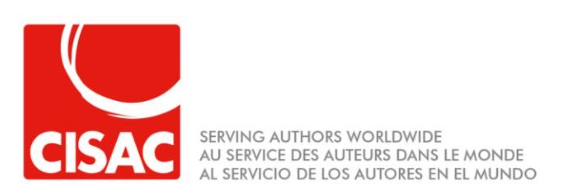 CISAC
SERVING AUTHORS WORLDWIDE
AU SERVICE DES AUTEURS DANS LE MONDE
AL SERVICIO DE LOS AUTORES EN EL MUNDO